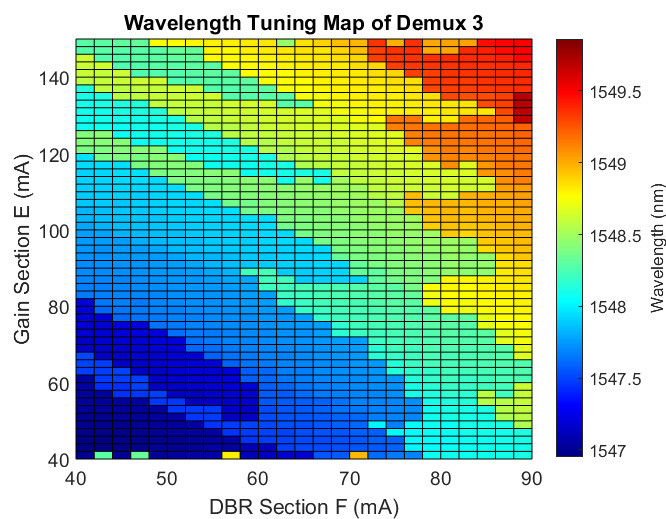 Wavelength Tuning Map of Demux 3
140
120
100
80
60
40
Gain Section E (mA)
40 50 60 70 80 90
DBR Section F (mA)
1549.5
1549
1548.5
1548
1547.5
1547
Wavelength (nm)